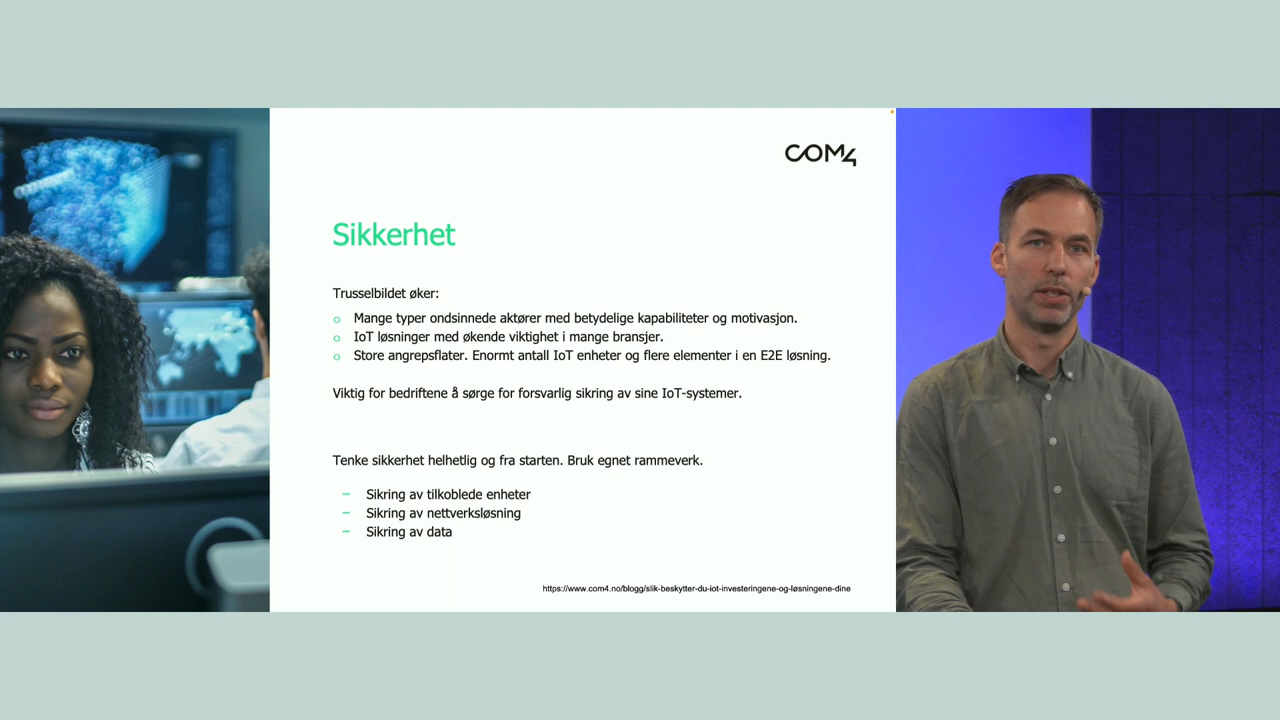 COM4
Sikkerhet
Trusselbildet øker:
o Mange typer ondsinnede aktører med betydelige kapabiliteter og motivasjon.
o IoT løsninger med økende viktighet i mange bransjer.
o Store angrepsflater. Enormt antall IoT enheter og flere elementer i en E2E løsning.
Viktig for bedriftene å sørge for forsvarlig sikring av sine IoT-systemer.
Tenke sikkerhet helhetlig og fra starten. Bruk egnet rammeverk.
– Sikring av tilkoblede enheter
– Sikring av nettverksløsning
– Sikring av data
https://www.com4.no/blogg/slik-beskytter-du-iot-investeringene-og-løsningene-dine